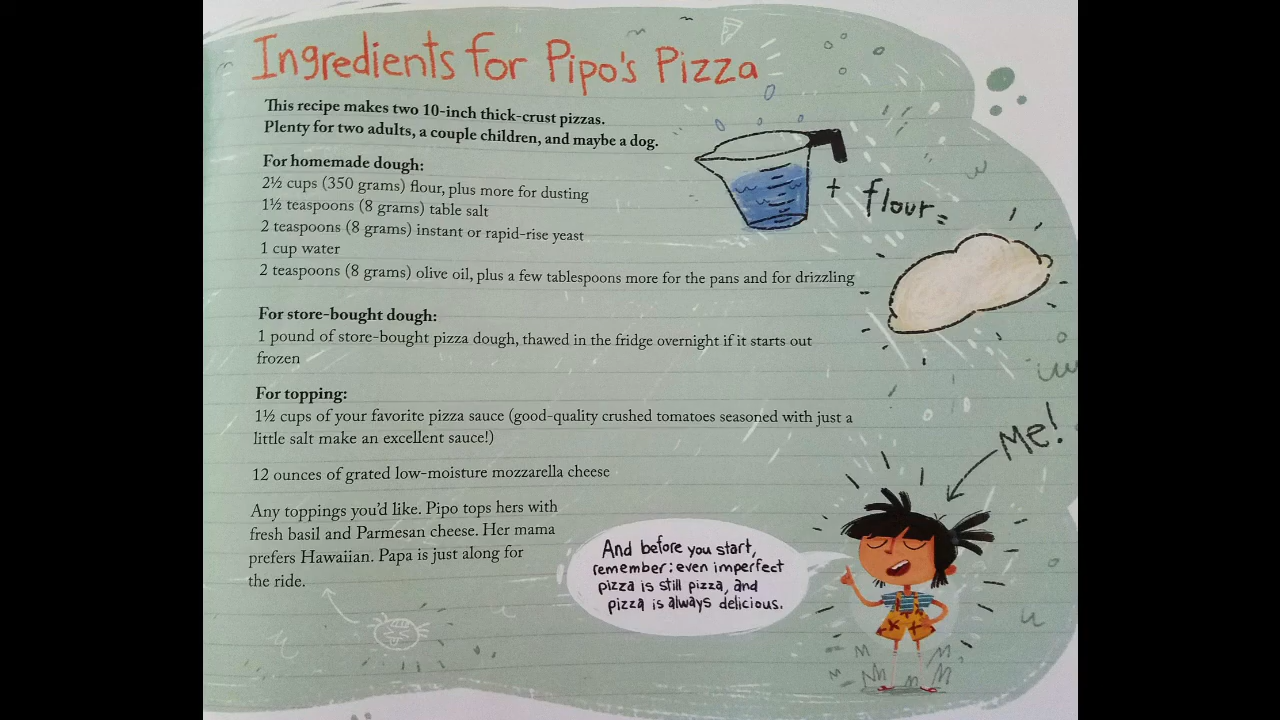 Ingredients for Pipo's Pizza
This recipe makes two 10-inch thick-crust pizzas.
Plenty for two adults, a couple children, and maybe a dog.
For homemade dough:
2½ cups (350 grams) flour, plus more for dusting
1½ teaspoons (8 grams) table salt
2 teaspoons (8 grams) instant or rapid-rise yeast
1 cup water
2 teaspoons (8 grams) olive oil, plus a few tablespoons more for the pans and for drizzling
+ flour =
For store-bought dough:
1 pound of store-bought pizza dough, thawed in the fridge overnight if it starts out
frozen
For topping:
1½ cups of your favorite pizza sauce (good-quality crushed tomatoes seasoned with just a
little salt make an excellent sauce!)
12 ounces of grated low-moisture mozzarella cheese
Any toppings you'd like. Pipo tops hers with
fresh basil and Parmesan cheese. Her mama
prefers Hawaiian. Papa is just along for
the ride.
Me!
And before you start,
remember: even imperfect
pizza is still pizza, and
pizza is always delicious.